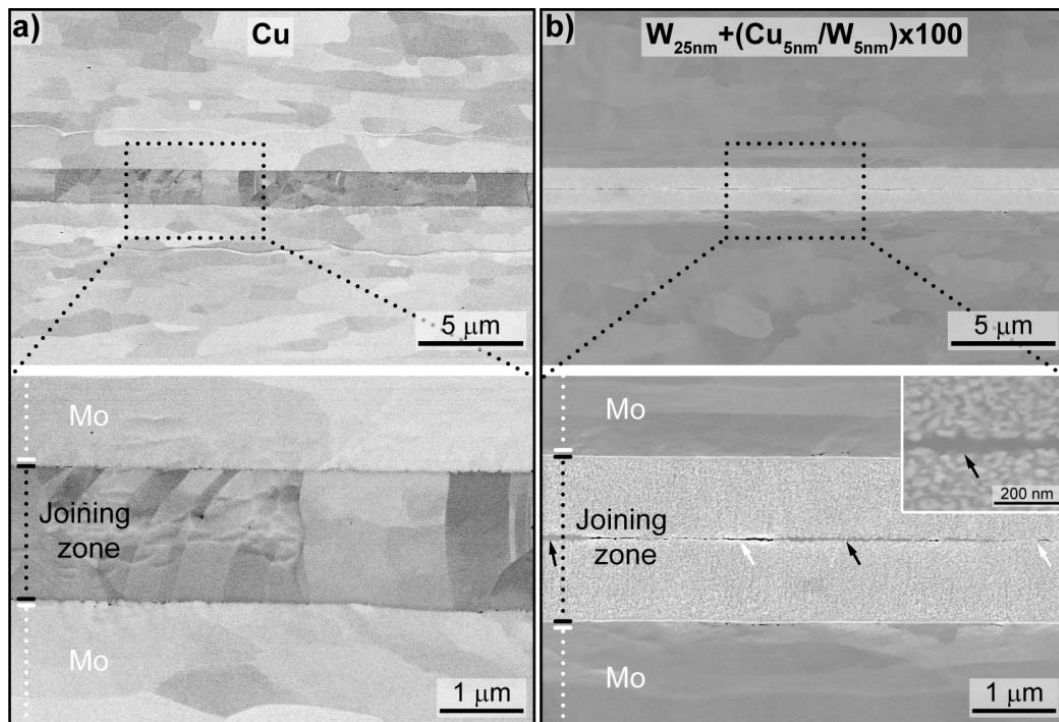 a)
Cu
5 μm
Mo
Joining
zone
Mo
1 μm
b)
W25nm+(Cu5nm/W5nm)x100
5 μm
Mo
200 nm
Joining
zone
Mo
1 μm